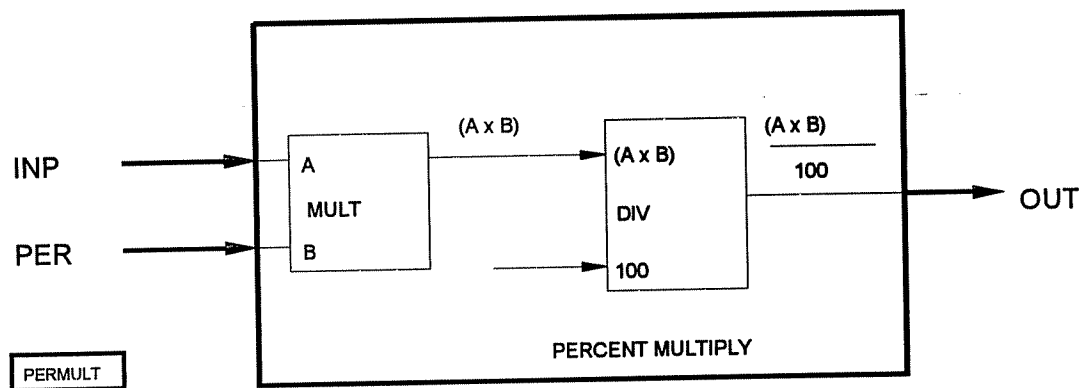 (A x B)
(A x B)
100
INP
A
(A x B)
MULT
DIV
OUT
PER
B
100
PERCENT MULTIPLY
PERMULT